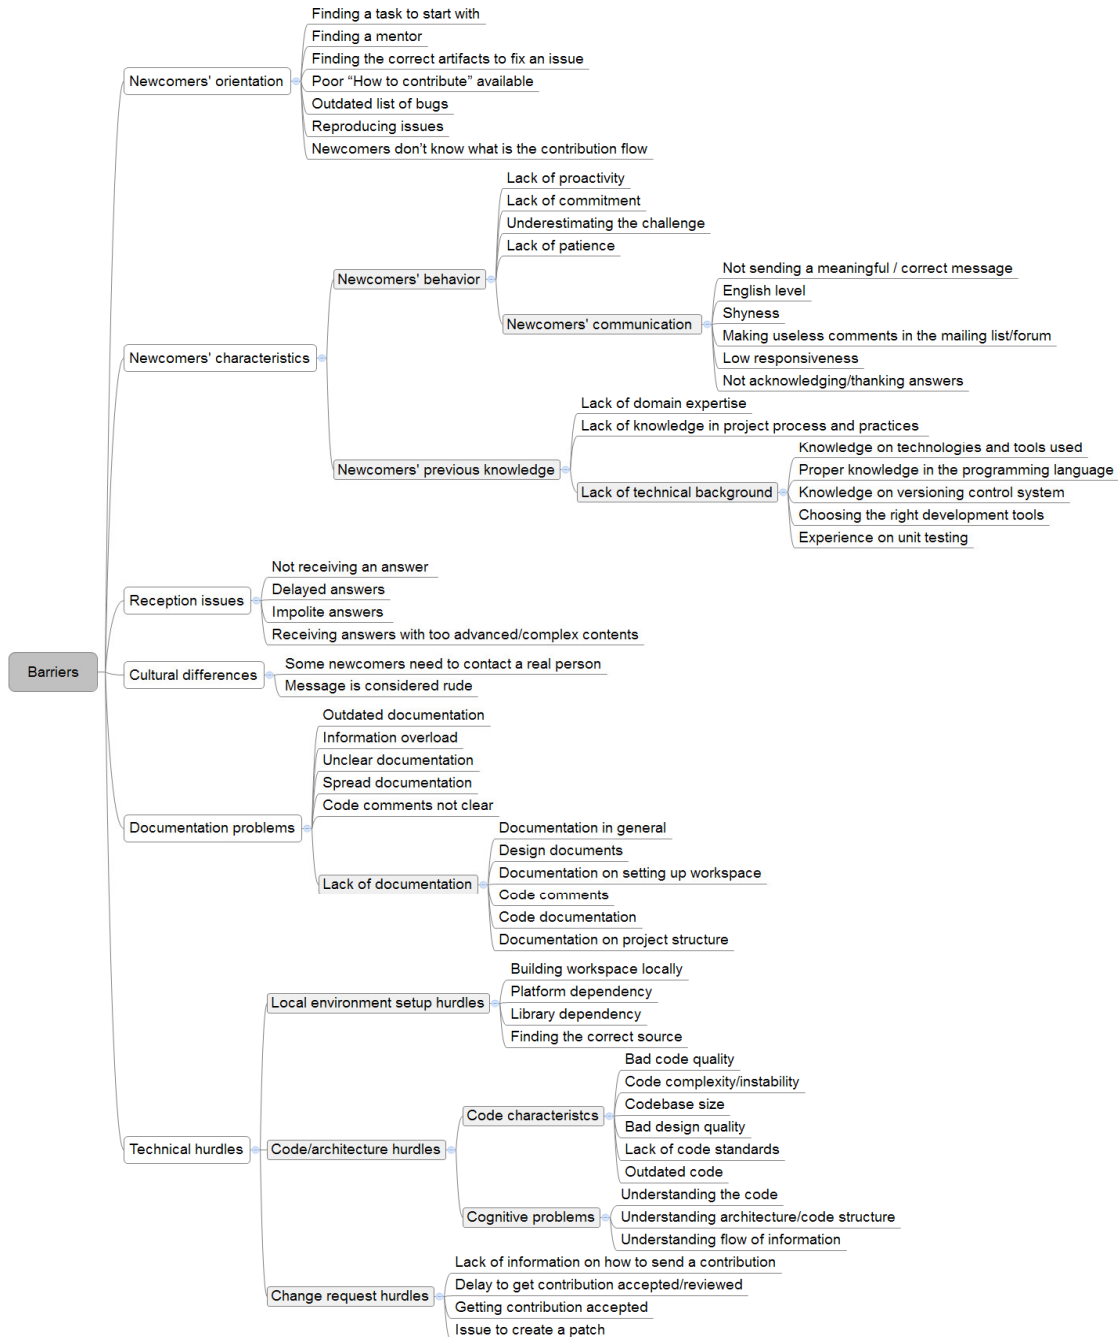 Finding a task to start with
Finding a mentor
Finding the correct artifacts to fix an issue
Newcomers' orientation
Poor “How to contribute” available
Outdated list of bugs
Reproducing issues
Newcomers don’t know what is the contribution flow
Lack of proactivity
Lack of commitment
Underestimating the challenge
Lack of patience
Newcomers' behavior
Newcomers' communication
Not sending a meaningful / correct message
English level
Shyness
Making useless comments in the mailing list/forum
Low responsiveness
Not acknowledging/thanking answers
Newcomers' characteristics
Lack of domain expertise
Lack of knowledge in project process and practices
Newcomers' previous knowledge
Lack of technical background
Knowledge on technologies and tools used
Proper knowledge in the programming language
Knowledge on versioning control system
Choosing the right development tools
Experience on unit testing
Not receiving an answer
Delayed answers
Reception issues
Impolite answers
Receiving answers with too advanced/complex contents
Barriers
Cultural differences
Some newcomers need to contact a real person
Message is considered rude
Outdated documentation
Information overload
Unclear documentation
Spread documentation
Code comments not clear
Documentation problems
Lack of documentation
Documentation in general
Design documents
Documentation on setting up workspace
Code comments
Code documentation
Documentation on project structure
Local environment setup hurdles
Building workspace locally
Platform dependency
Library dependency
Finding the correct source
Technical hurdles
Code/architecture hurdles
Code characteristcs
Bad code quality
Code complexity/instability
Codebase size
Bad design quality
Lack of code standards
Outdated code
Cognitive problems
Understanding the code
Understanding architecture/code structure
Understanding flow of information
Change request hurdles
Lack of information on how to send a contribution
Delay to get contribution accepted/reviewed
Getting contribution accepted
Issue to create a patch